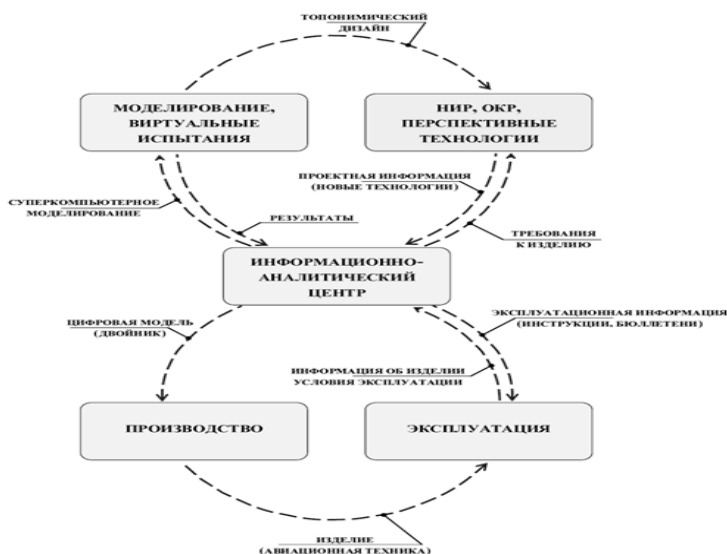 ТОПОНИМИЧЕСКИЙ
ДИЗАЙН
МОДЕЛИРОВАНИЕ,
ВИРТУАЛЬНЫЕ
ИСПЫТАНИЯ
НИР, ОКР,
ПЕРСПЕКТИВНЫЕ
ТЕХНОЛОГИИ
ПРОЕКТНАЯ ИНФОРМАЦИЯ
(НОВЫЕ ТЕХНОЛОГИИ)
СУПЕРКОМПЬЮТЕРНОЕ
МОДЕЛИРОВАНИЕ
РЕЗУЛЬТАТЫ
ТРЕБОВАНИЯ
К ИЗДЕЛИЮ
ИНФОРМАЦИОННО-
АНАЛИТИЧЕСКИЙ
ЦЕНТР
ЦИФРОВАЯ МОДЕЛЬ
(ДВОЙНИК)
ЭКСПЛУАТАЦИОННАЯ ИНФОРМАЦИЯ
(ИНСТРУКЦИИ, БЮЛЛЕТЕНИ)
ИНФОРМАЦИЯ ОБ ИЗДЕЛИИ
УСЛОВИЯ ЭКСПЛУАТАЦИИ
ПРОИЗВОДСТВО
ЭКСПЛУАТАЦИЯ
ИЗДЕЛИЕ
(АВИАЦИОННАЯ ТЕХНИКА)